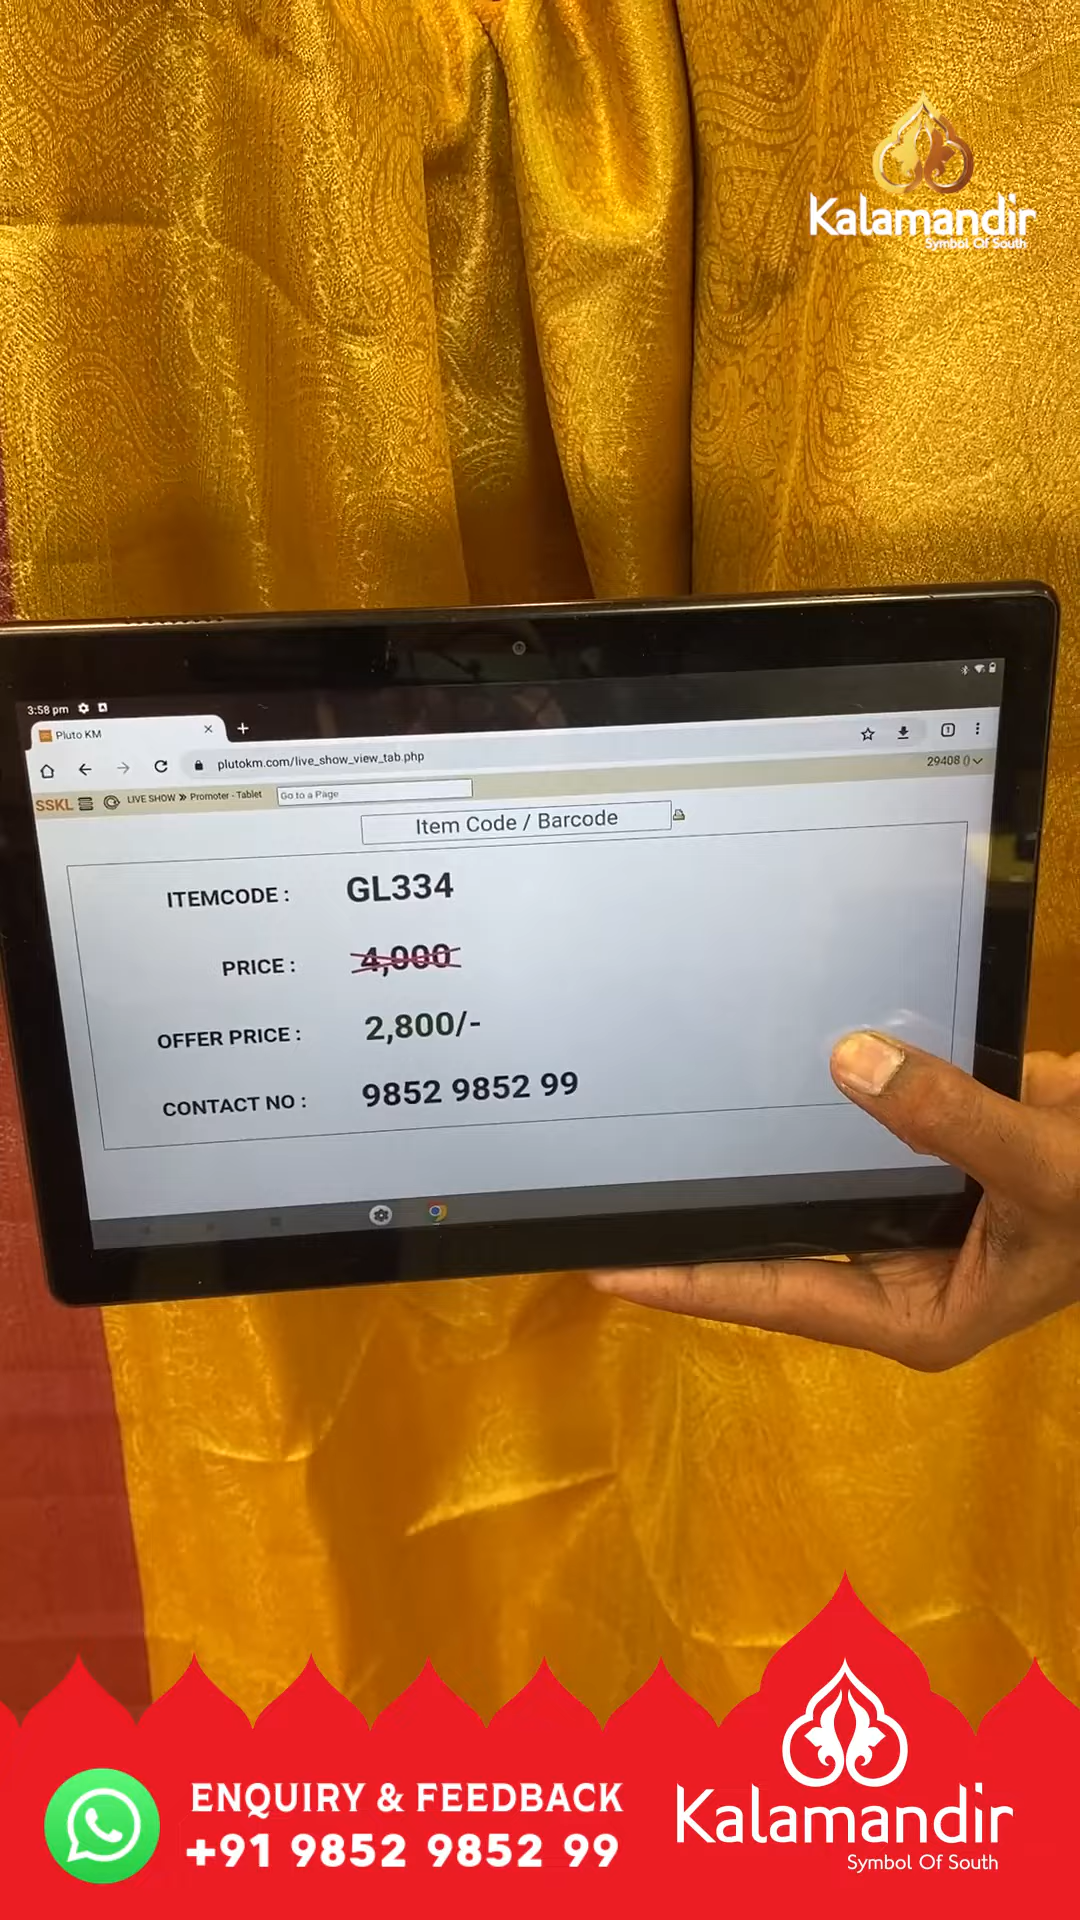 Kalamandir
Symbol Of South
3:58 pm
Pluto KM
plutokm.com/live_show_view_tab.php
29408 ()
SSKL
LIVE SHOW >> Promoter - Tablet
Go to a Page
Item Code / Barcode
ITEMCODE : GL334
PRICE : 4,000
OFFER PRICE : 2,800/-
CONTACT NO : 9852 9852 99
ENQUIRY & FEEDBACK
+91 9852 9852 99
Kalamandir
Symbol Of South